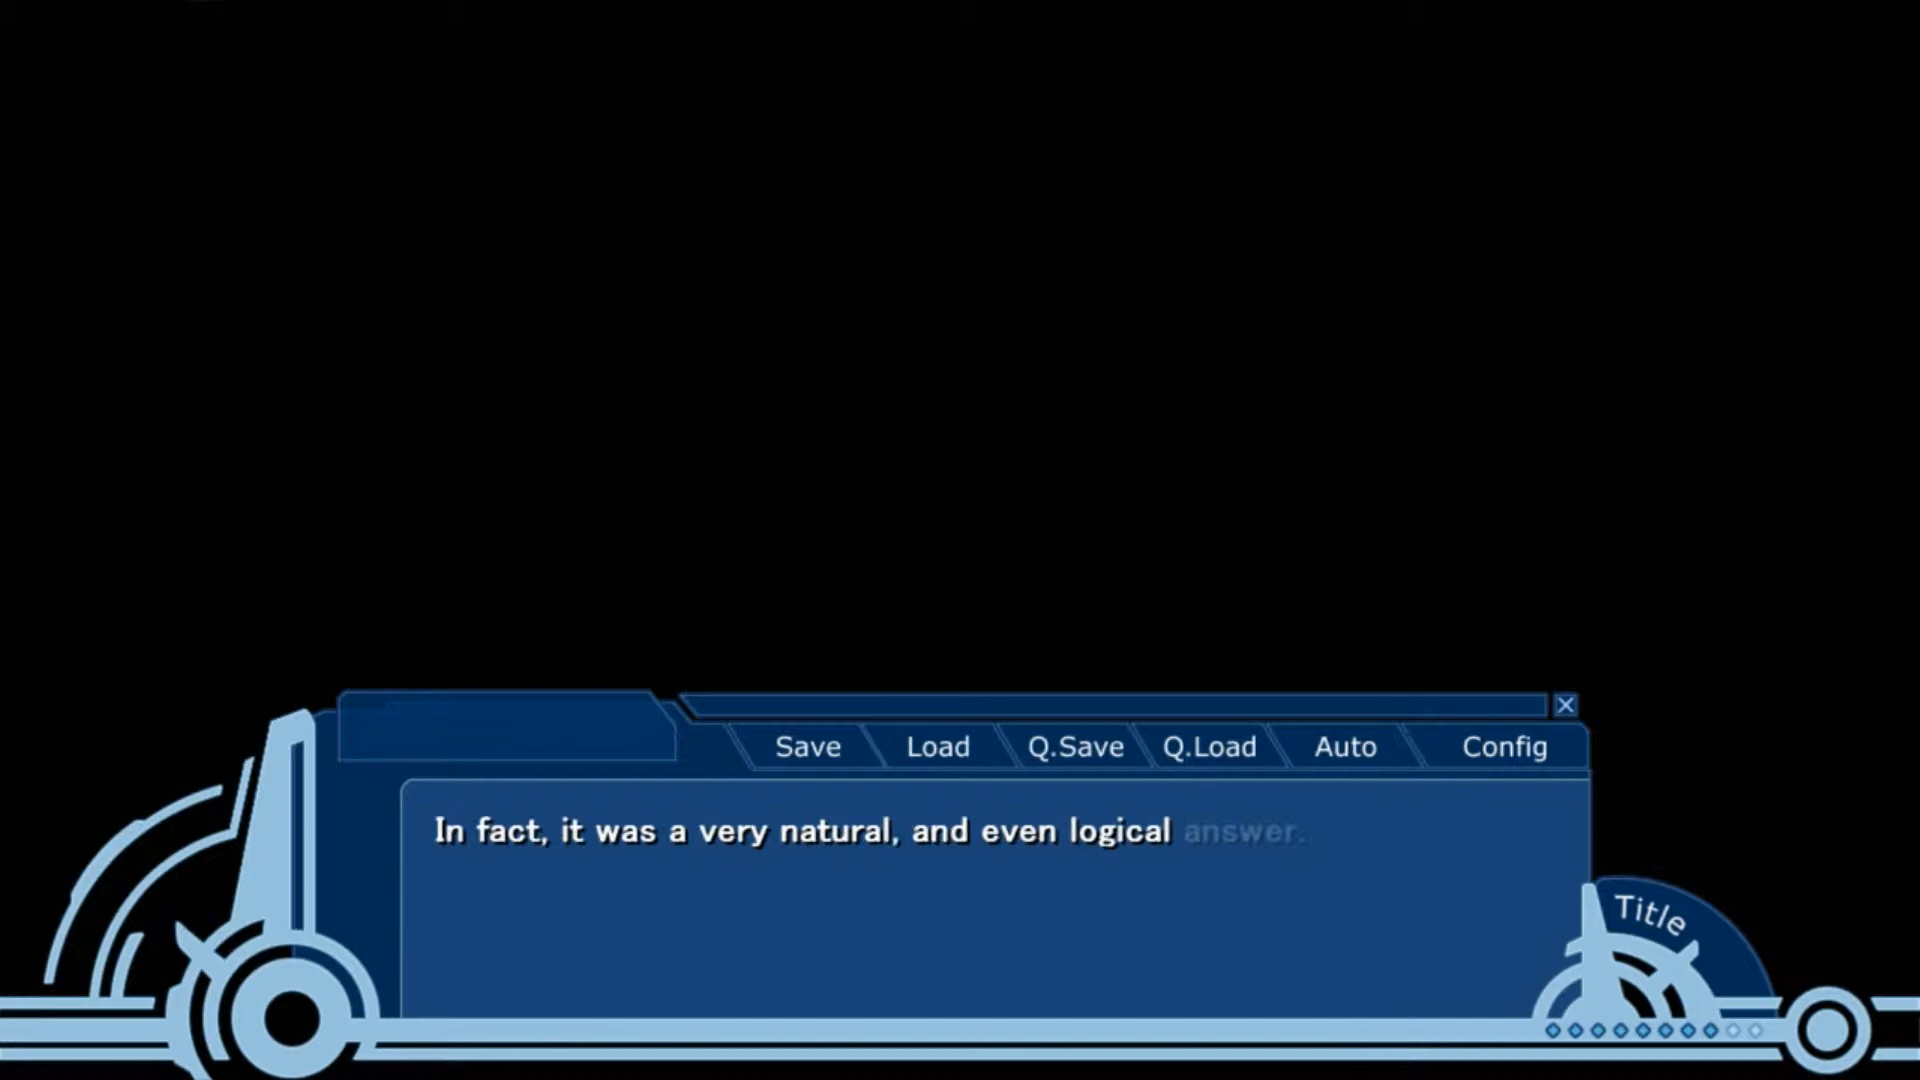 Save Load Q.Save Q.Load Auto Config
In fact, it was a very natural, and even logical answer.
Title